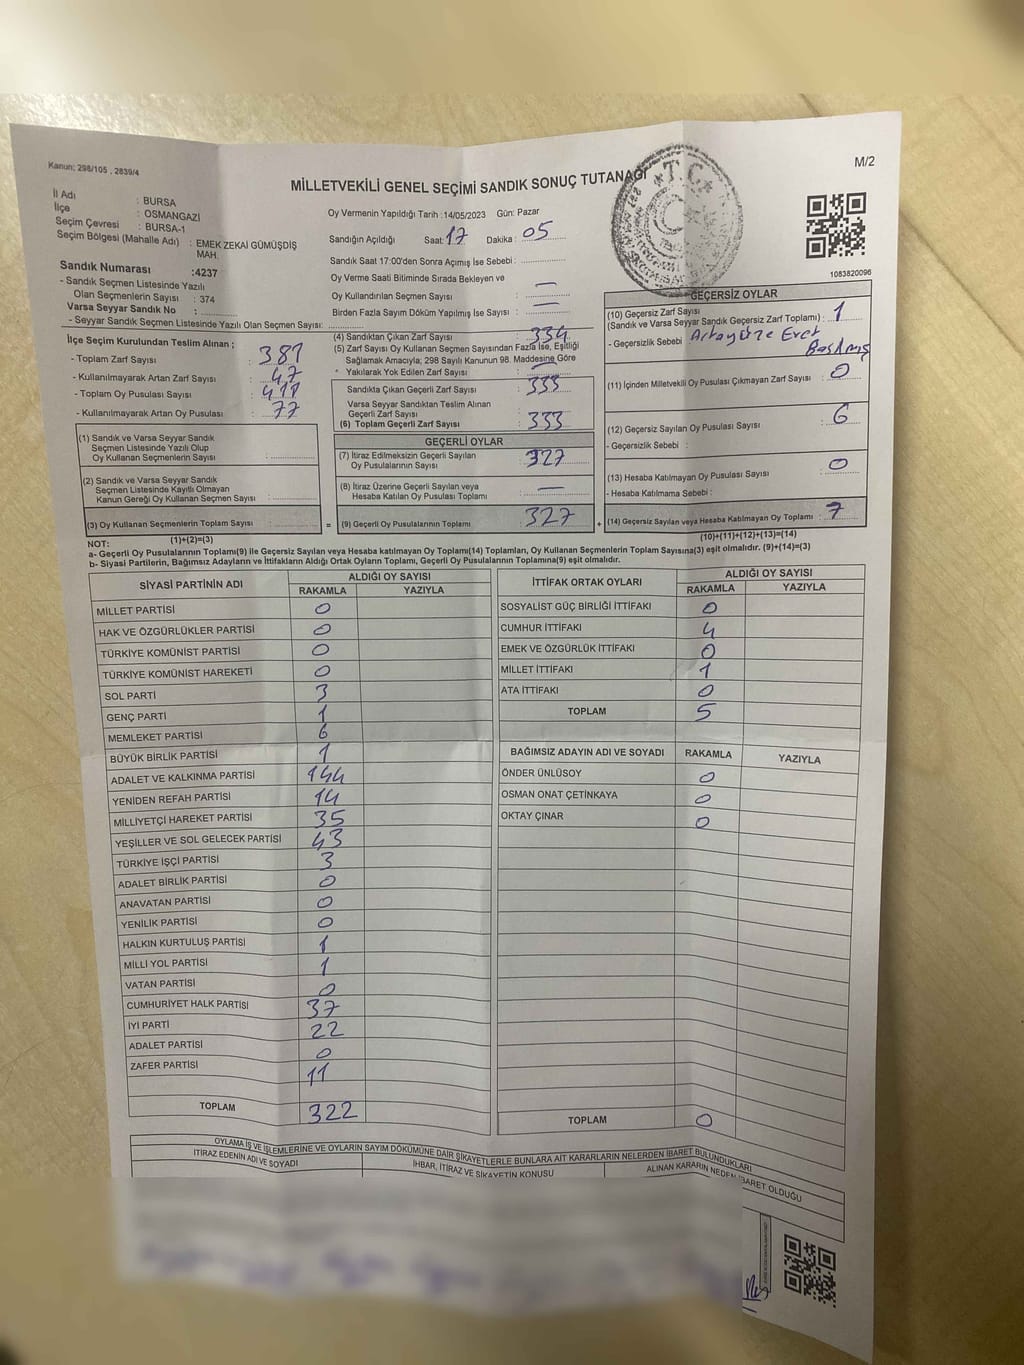 Kanun: 298/105 , 2839/4
M/2
MİLLETVEKİLİ GENEL SEÇİMİ SANDIK SONUÇ TUTANAĞI
İl Adı : BURSA
İlçe : OSMANGAZİ
Seçim Çevresi : BURSA-1
Seçim Bölgesi (Mahalle Adı) : EMEK ZEKAİ GÜMÜŞDİŞ MAH.
Sandık Numarası :4237
- Sandık Seçmen Listesinde Yazılı
Olan Seçmenlerin Sayısı : 374
Varsa Seyyar Sandık No :
- Seyyar Sandık Seçmen Listesinde Yazılı Olan Seçmen Sayısı:
Oy Vermenin Yapıldığı Tarih :14/05/2023 Gün: Pazar
Sandığın Açıldığı Saat: 17 Dakika : 05
Sandık Saat 17:00'den Sonra Açımış İse Sebebi :
Oy Verme Saati Bitiminde Sırada Bekleyen ve
Oy Kullandırılan Seçmen Sayısı : —
Birden Fazla Sayım Döküm Yapılmış İse Sayısı : —
T.C.
1083820096
İlçe Seçim Kurulundan Teslim Alınan ;
- Toplam Zarf Sayısı : 381
- Kullanılmayarak Artan Zarf Sayısı : 47
- Toplam Oy Pusulası Sayısı : 411
- Kullanılmayarak Artan Oy Pusulası : 77
(4) Sandıktan Çıkan Zarf Sayısı : 334
(5) Zarf Sayısı Oy Kullanan Seçmen Sayısından Fazla İse, Eşitliği
Sağlamak Amacıyla; 298 Sayılı Kanunun 98. Maddesine Göre
Yakılarak Yok Edilen Zarf Sayısı : —
Sandıkta Çıkan Geçerli Zarf Sayısı : 333
Varsa Seyyar Sandıktan Teslim Alınan
Geçerli Zarf Sayısı :
(6) Toplam Geçerli Zarf Sayısı : 333
GEÇERLİ OYLAR
(7) İtiraz Edilmeksizin Geçerli Sayılan
Oy Pusulalarının Sayısı : 327
(8) İtiraz Üzerine Geçerli Sayılan veya
Hesaba Katılan Oy Pusulası Toplamı : —
(9) Geçerli Oy Pusulalarının Toplamı : 327
GEÇERSİZ OYLAR
(10) Geçersiz Zarf Sayısı
(Sandık ve Varsa Seyyar Sandık Geçersiz Zarf Toplamı) : 1
- Geçersizlik Sebebi : Evet
(11) İçinden Milletvekili Oy Pusulası Çıkmayan Zarf Sayısı : 0
(12) Geçersiz Sayılan Oy Pusulası Sayısı : 6
- Geçersizlik Sebebi :
(13) Hesaba Katılmayan Oy Pusulası Sayısı : 0
- Hesaba Katılmama Sebebi :
(14) Geçersiz Sayılan veya Hesaba Katılmayan Oy Toplamı : 7
(10)+(11)+(12)+(13)=(14)
(1) Sandık ve Varsa Seyyar Sandık
Seçmen Listesinde Yazılı Olup
Oy Kullanan Seçmenlerin Sayısı :
(2) Sandık ve Varsa Seyyar Sandık
Seçmen Listesinde Kayıtlı Olmayan
Kanun Gereği Oy Kullanan Seçmen Sayısı :
(3) Oy Kullanan Seçmenlerin Toplam Sayısı : =
(1)+(2)=(3)
NOT:
a- Geçerli Oy Pusulalarının Toplamı(9) ile Geçersiz Sayılan veya Hesaba katılmayan Oy Toplam(14) Toplamları, Oy Kullanan Seçmenlerin Toplam Sayısına(3) eşit olmalıdır. (9)+(14)=(3)
b- Siyasi Partilerin, Bağımsız Adayların ve İttifakların Aldığı Ortak Oyların Toplamı, Geçerli Oy Pusulalarının Toplamına(9) eşit olmalıdır.
SİYASİ PARTİNİN ADI ALDIĞI OY SAYISI
RAKAMLA YAZIYLA
MİLLET PARTİSİ 0
HAK VE ÖZGÜRLÜKLER PARTİSİ 0
TÜRKİYE KOMÜNİST PARTİSİ 0
TÜRKİYE KOMÜNİST HAREKETİ 0
SOL PARTİ 3
GENÇ PARTİ 1
MEMLEKET PARTİSİ 6
BÜYÜK BİRLİK PARTİSİ 1
ADALET VE KALKINMA PARTİSİ 144
YENİDEN REFAH PARTİSİ 14
MİLLİYETÇİ HAREKET PARTİSİ 35
YEŞİLLER VE SOL GELECEK PARTİSİ 43
TÜRKİYE İŞÇİ PARTİSİ 3
ADALET BİRLİK PARTİSİ 0
ANAVATAN PARTİSİ 0
YENİLİK PARTİSİ 0
HALKIN KURTULUŞ PARTİSİ 1
MİLLİ YOL PARTİSİ 1
VATAN PARTİSİ 0
CUMHURİYET HALK PARTİSİ 37
İYİ PARTİ 22
ADALET PARTİSİ 0
ZAFER PARTİSİ 11
TOPLAM 322
İTTİFAK ORTAK OYLARI ALDIĞI OY SAYISI
RAKAMLA YAZIYLA
SOSYALİST GÜÇ BİRLİĞİ İTTİFAKI 0
CUMHUR İTTİFAKI 4
EMEK VE ÖZGÜRLÜK İTTİFAKI 0
MİLLET İTTİFAKI 1
ATA İTTİFAKI 0
TOPLAM 5
BAĞIMSIZ ADAYIN ADI VE SOYADI RAKAMLA YAZIYLA
ÖNDER ÜNLÜSOY 0
OSMAN ONAT ÇETİNKAYA 0
OKTAY ÇINAR 0
TOPLAM 0
OYLAMA İŞ VE İŞLEMLERİNE VE OYLARIN SAYIM DÖKÜMÜNE DAİR ŞİKAYETLERLE BUNLARA AİT KARARLARIN NELERDEN İBARET BULUNDUKLARI
İTİRAZ EDENİN ADI VE SOYADI
İHBAR, İTİRAZ VE ŞİKAYETİN KONUSU
ALINAN KARARIN NEDEN İBARET OLDUĞU